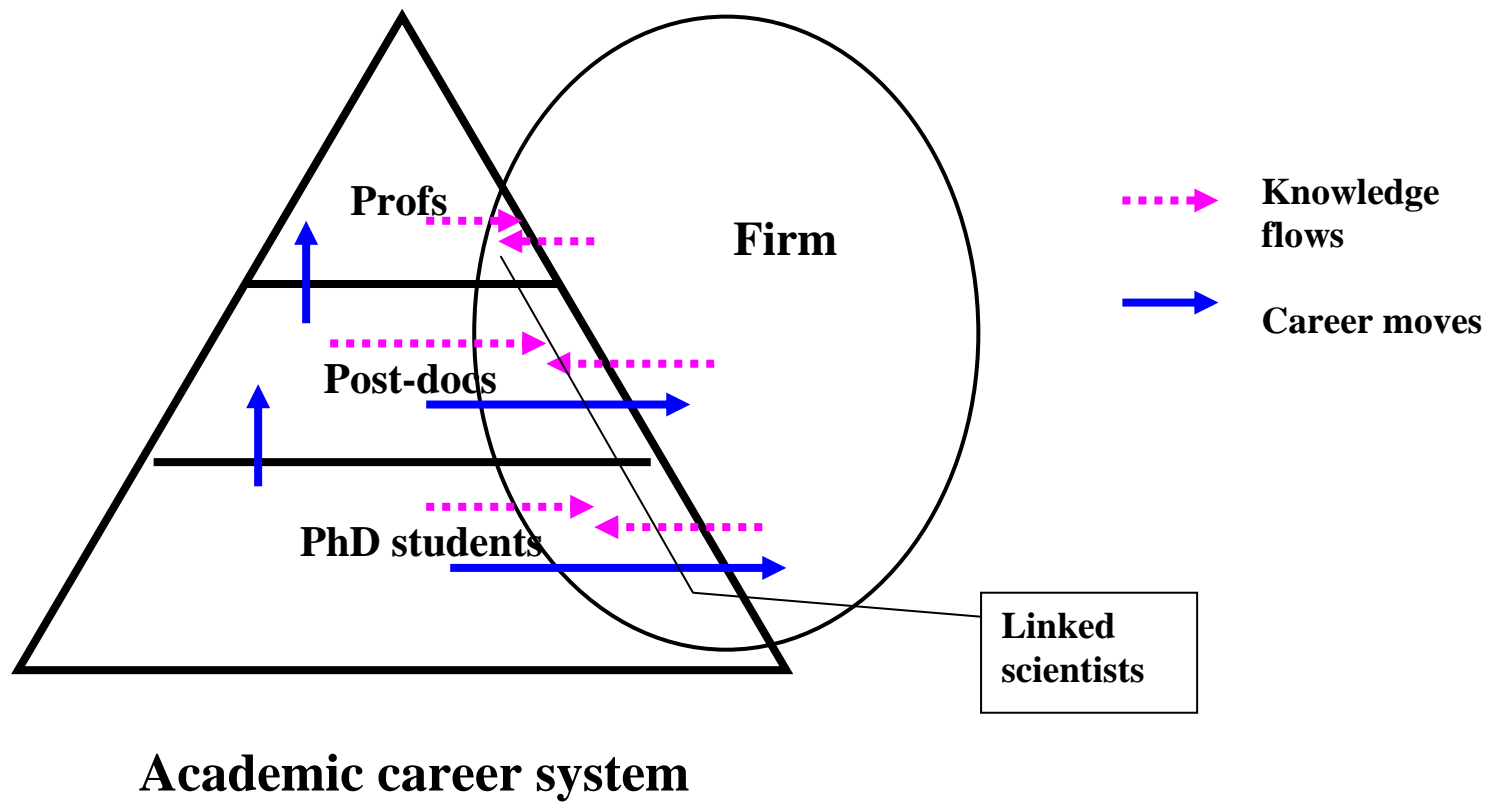 Profs
Firm
Knowledge
flows
Career moves
Post-docs
PhD students
Linked
scientists
Academic career system